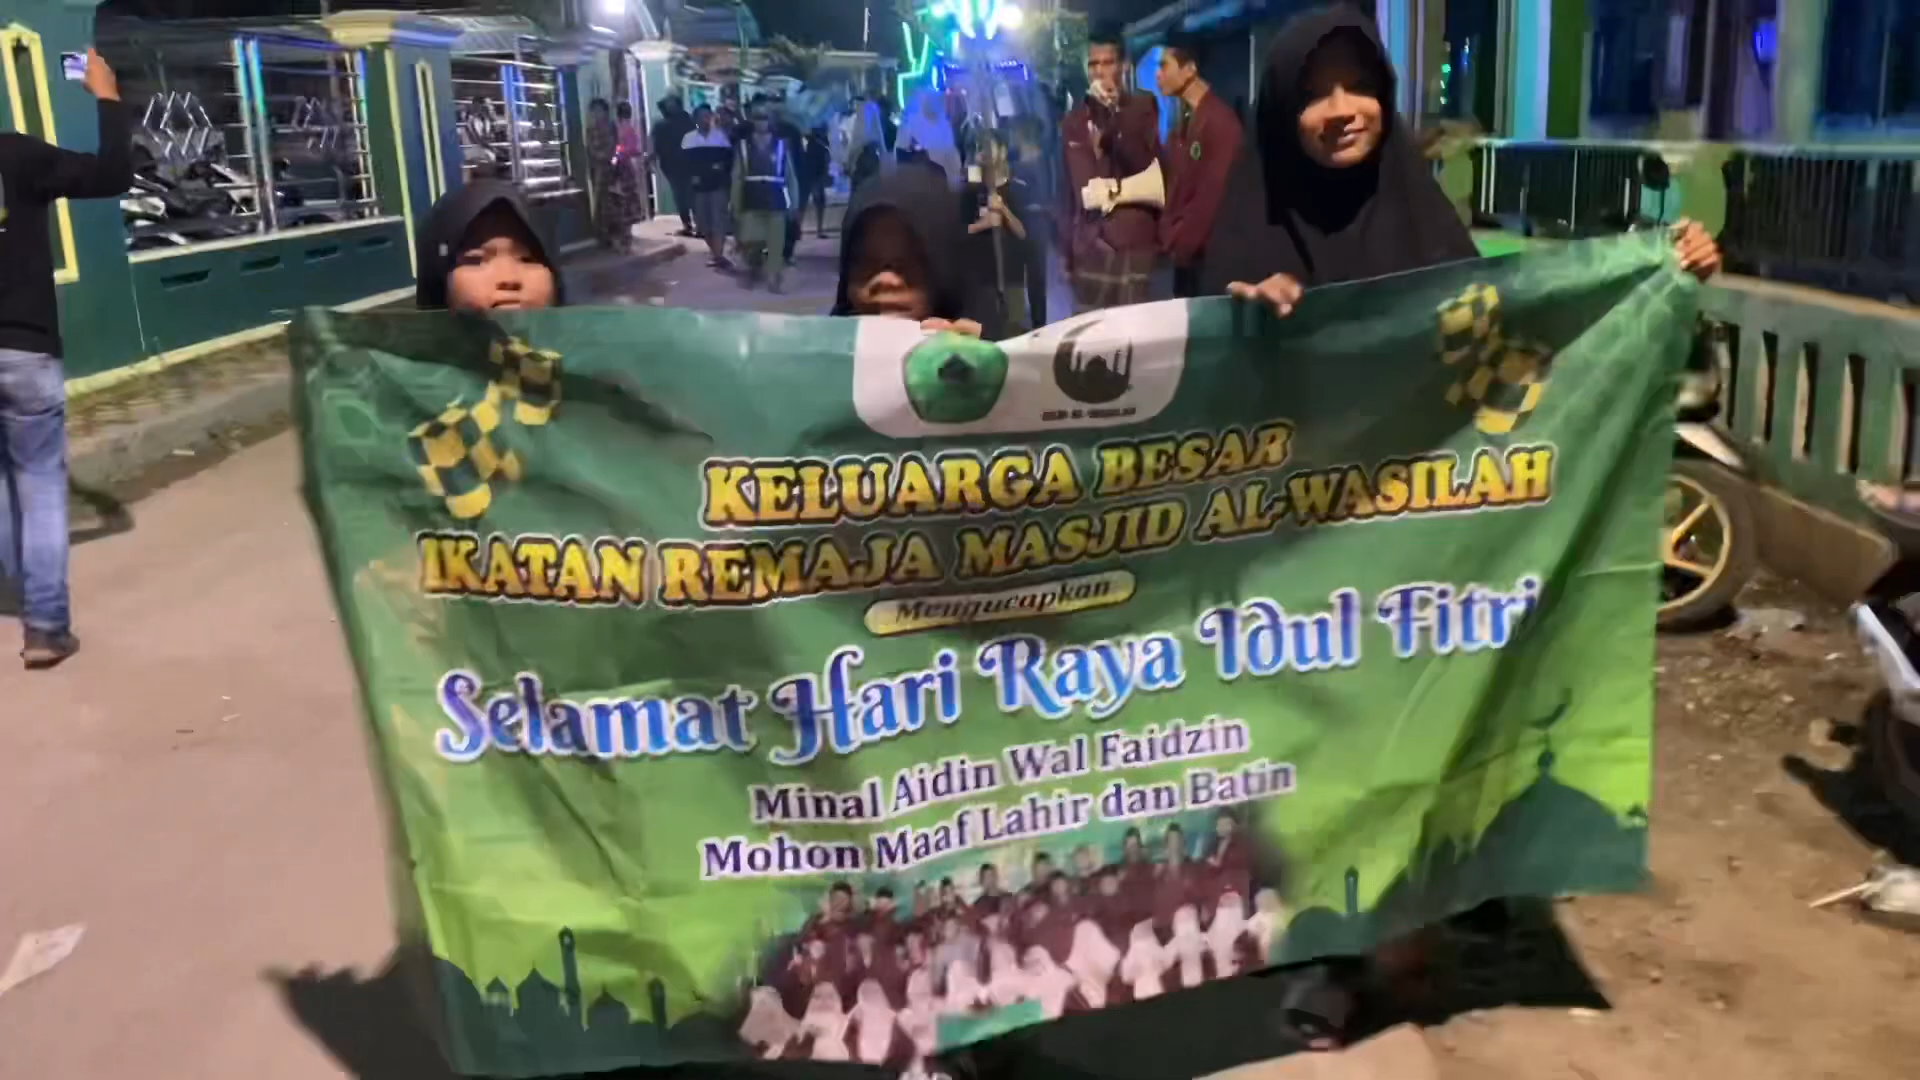 KELUARGA BESAR
IKATAN REMAJA MASJID AL-WASILAH
Mengucapkan
Selamat Hari Raya Idul Fitri
Minal Aidin Wal Faidzin
Mohon Maaf Lahir dan Batin